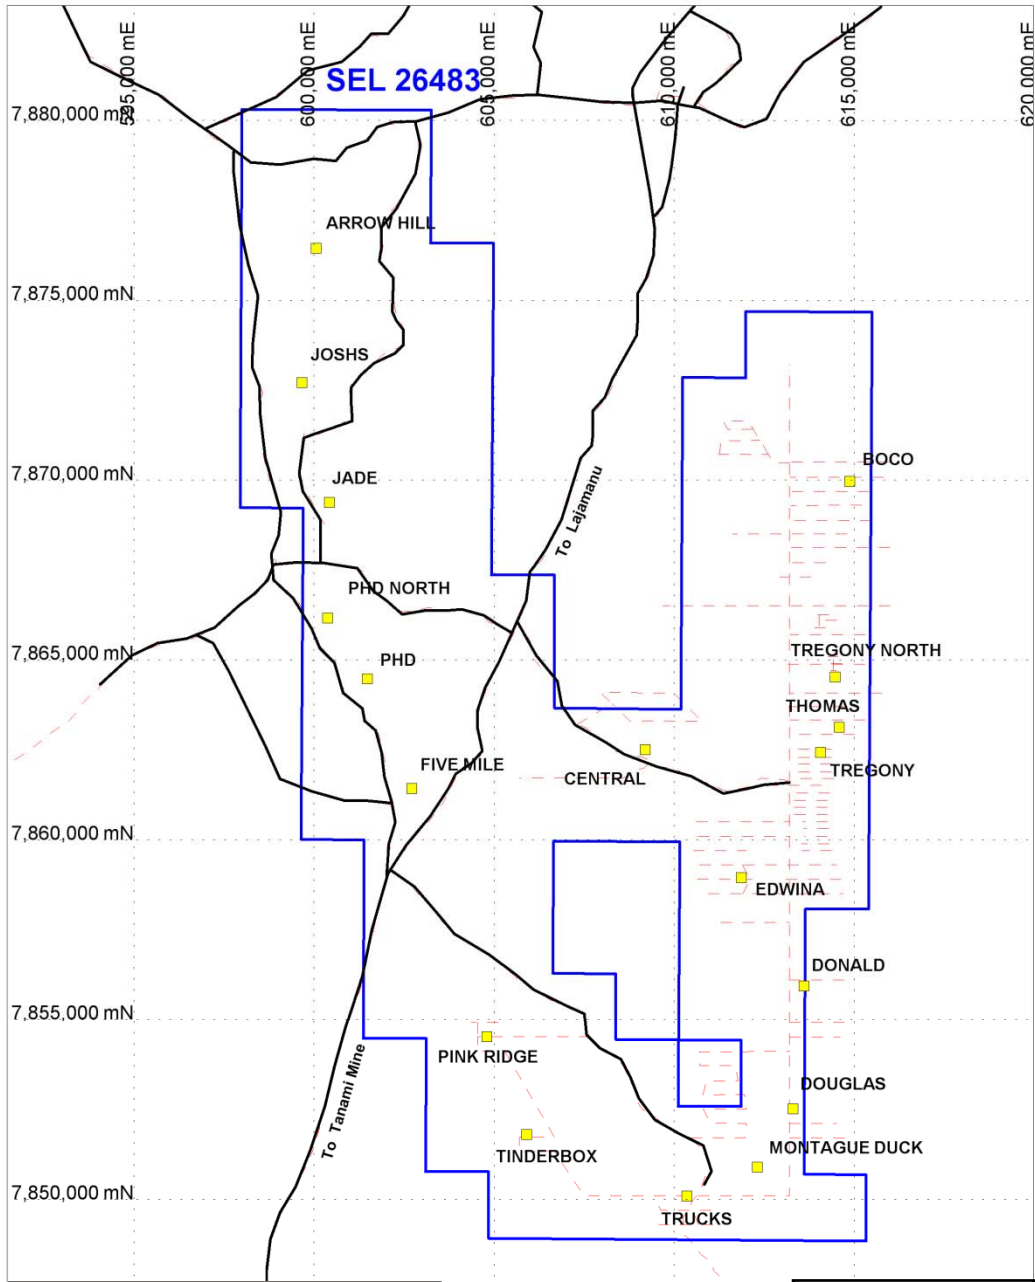 595,000 mE
600,000 mE
605,000 mE
610,000 mE
615,000 mE
620,000 mE
SEL 26483
7,880,000 mN
ARROW HILL
7,875,000 mN
JOSHS
7,870,000 mN
JADE
BOCO
To Lajamanu
PHD NORTH
7,865,000 mN
PHD
TREGONY NORTH
THOMAS
FIVE MILE
CENTRAL
TREGONY
7,860,000 mN
EDWINA
DONALD
7,855,000 mN
PINK RIDGE
To Tanami Mine
DOUGLAS
TINDERBOX
MONTAGUE DUCK
7,850,000 mN
TRUCKS